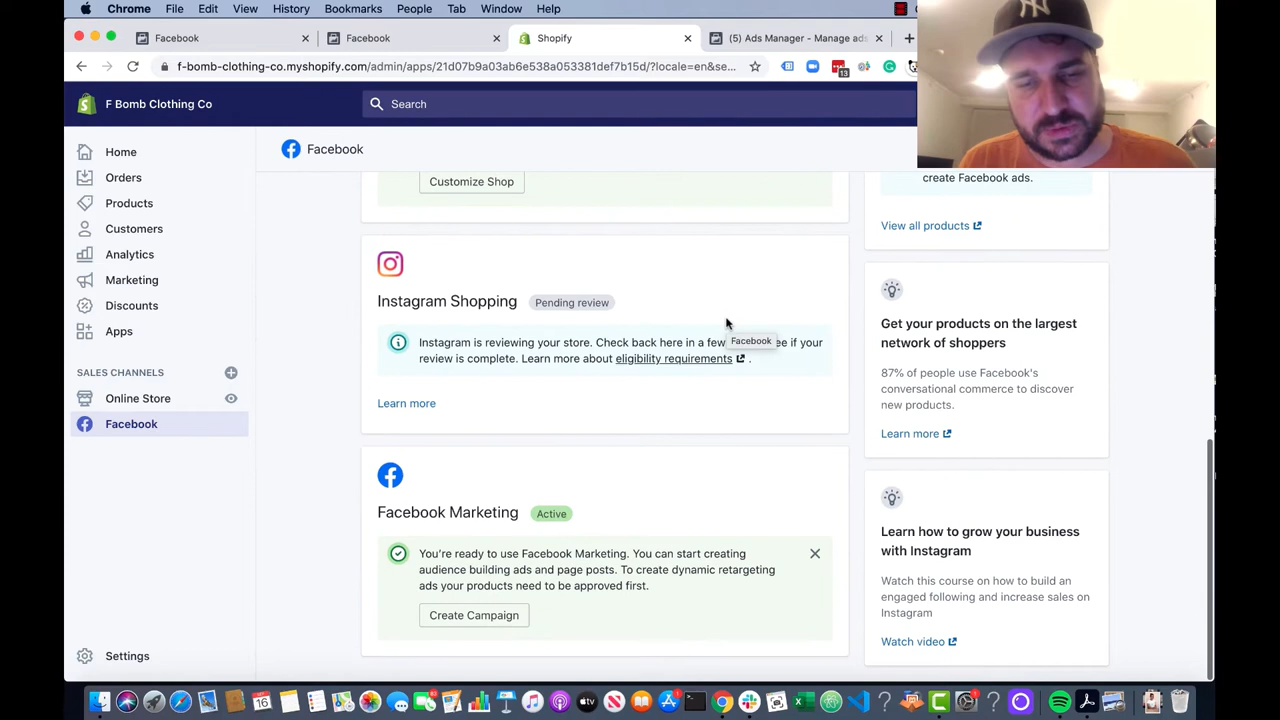 Chrome File Edit View History Bookmarks People Tab Window Help
Facebook
Facebook
Shopify
(5) Ads Manager - Manage ads
f-bomb-clothing-co.myshopify.com/admin/apps/21d07b9a03ab6e538a053381def7b15d/?locale=en&se...
13
F Bomb Clothing Co
Search
Home
Orders
Products
Customers
Analytics
Marketing
Discounts
Apps
SALES CHANNELS
Online Store
Facebook
Settings
Facebook
Customize Shop
Instagram Shopping Pending review
Instagram is reviewing your store. Check back here in a few
ee if your
review is complete. Learn more about eligibility requirements .
Facebook
Learn more
Facebook Marketing Active
You're ready to use Facebook Marketing. You can start creating
audience building ads and page posts. To create dynamic retargeting
ads your products need to be approved first.
Create Campaign
create Facebook ads.
View all products
Get your products on the largest
network of shoppers
87% of people use Facebook's
conversational commerce to discover
new products.
Learn more
Learn how to grow your business
with Instagram
Watch this course on how to build an
engaged following and increase sales on
Instagram
Watch video
16